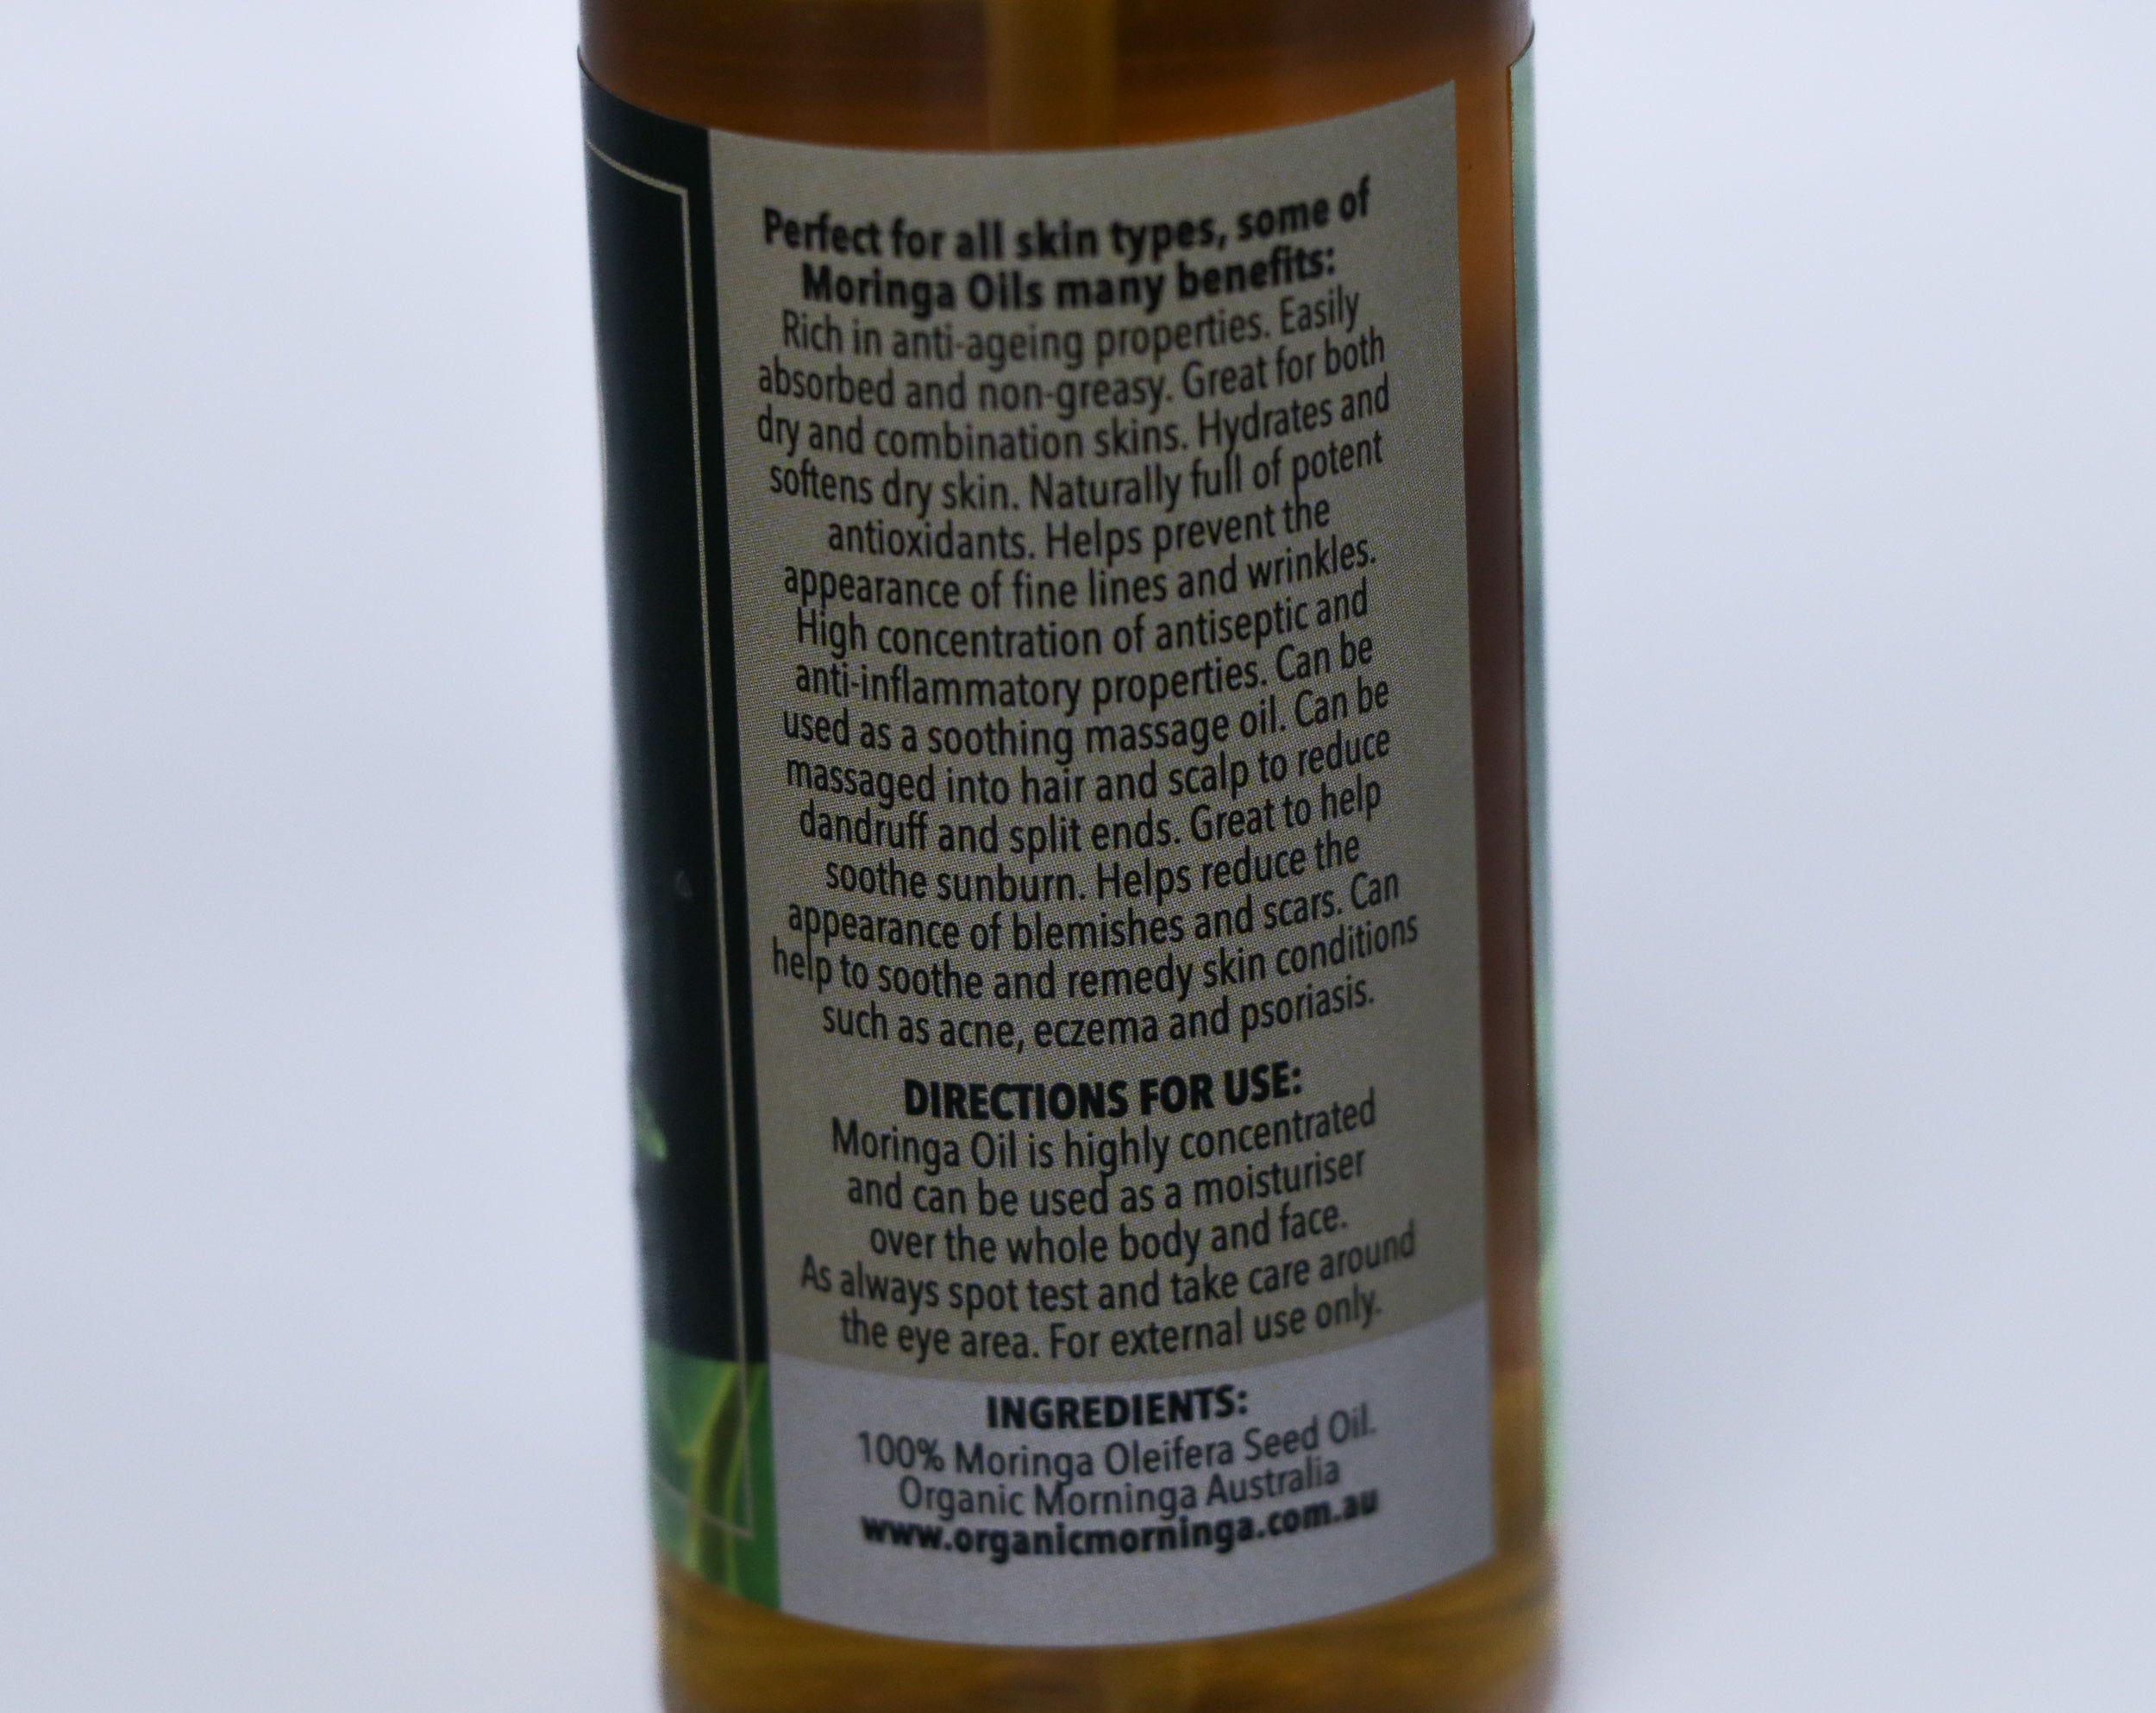 Perfect for all skin types, some of
Moringa Oils many benefits:
Rich in anti-ageing properties. Easily
absorbed and non-greasy. Great for both
dry and combination skins. Hydrates and
softens dry skin. Naturally full of potent
antioxidants. Helps prevent the
appearance of fine lines and wrinkles.
High concentration of antiseptic and
anti-inflammatory properties. Can be
used as a soothing massage oil. Can be
massaged into hair and scalp to reduce
dandruff and split ends. Great to help
soothe sunburn. Helps reduce the
appearance of blemishes and scars. Can
help to soothe and remedy skin conditions
such as acne, eczema and psoriasis.
DIRECTIONS FOR USE:
Moringa Oil is highly concentrated
and can be used as a moisturiser
over the whole body and face.
As always spot test and take care around
the eye area. For external use only.
INGREDIENTS:
100% Moringa Oleifera Seed Oil.
Organic Morninga Australia
www.organicmorninga.com.au